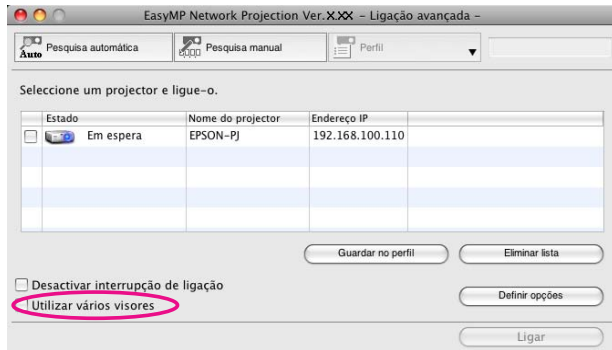 EasyMP Network Projection Ver.X.XX – Ligação avançada –
Auto Pesquisa automática Pesquisa manual Perfil
Seleccione um projector e ligue-o.
Estado Nome do projector Endereço IP
Em espera EPSON-PJ 192.168.100.110
Guardar no perfil Eliminar lista
Desactivar interrupção de ligação
Definir opções
Utilizar vários visores
Ligar